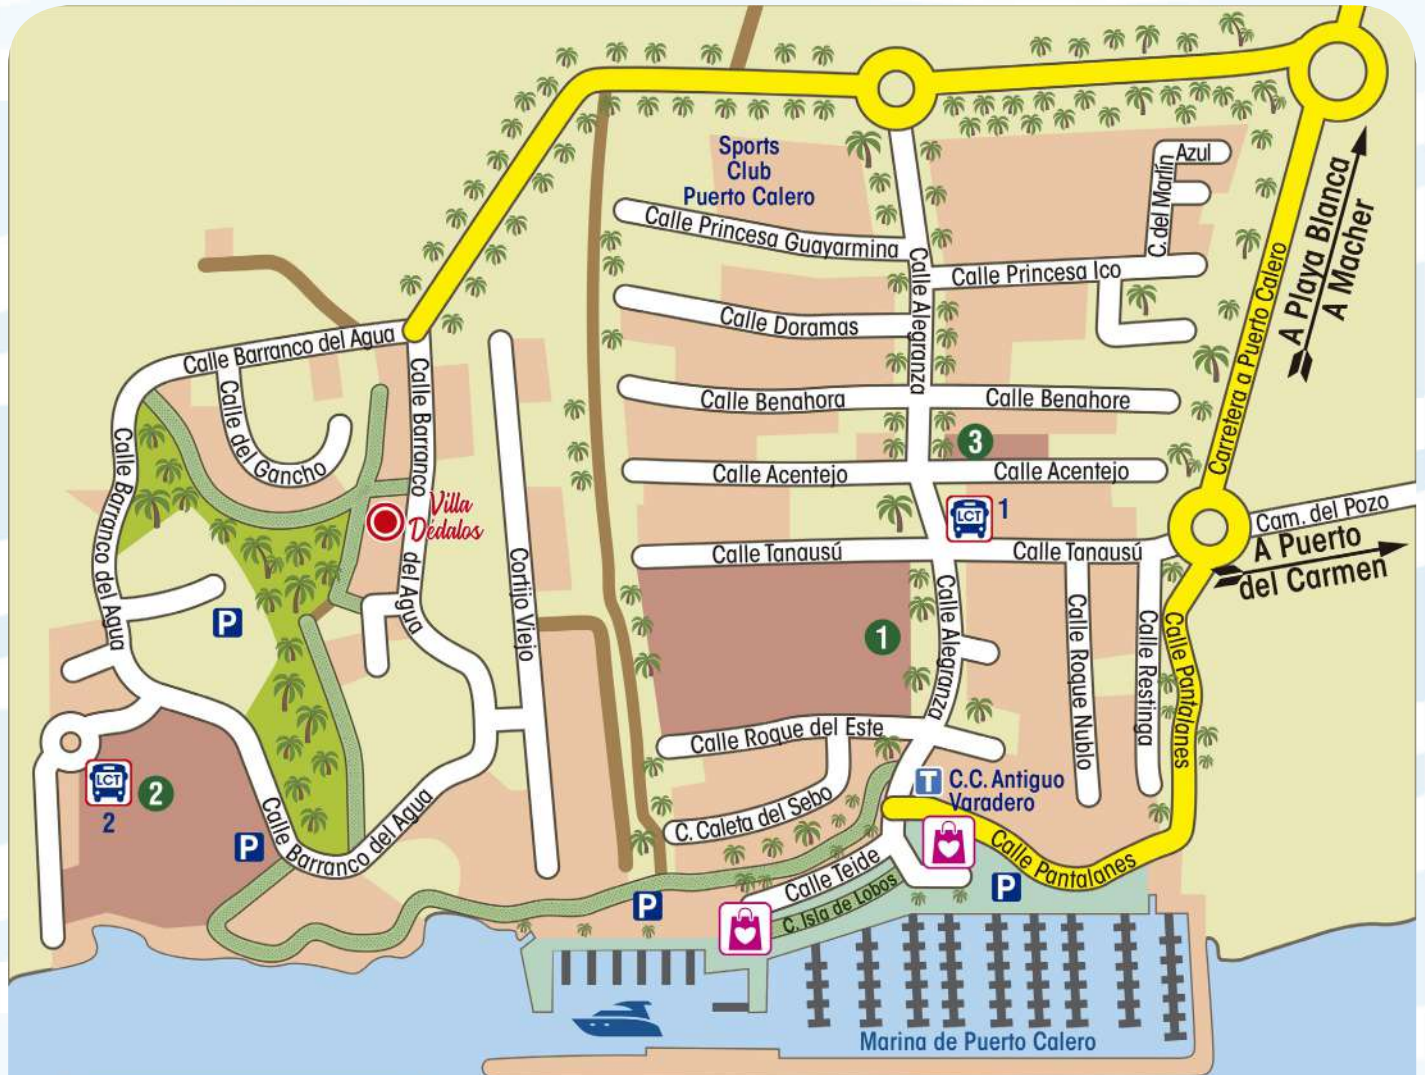 Sports
Club
Puerto Calero
Azul
C. del Marlín
Calle Princesa Guayarmina
Calle Princesa Ico
Calle Alegranza
Calle Doramas
Carretera a Puerto Calero
A Playa Blanca
A Macher
Calle Barranco del Agua
Calle del Gancho
Calle Barranco del Agua
Calle Barranco
del Agua
Calle Benahora
Calle Benahore
3
Calle Acentejo
Calle Acentejo
Villa
Dédalos
LCT
1
Cam. del Pozo
A Puerto
del Carmen
Calle Tanausú
Calle Tanausú
Cortijo Viejo
Calle Alegranza
Calle Roque Nublo
Calle Restinga
Calle Pantalanes
P
1
Calle Roque del Este
LCT
2
2
T
C.C. Antiguo
Varadero
C. Caleta del Sebo
Calle Barranco del Agua
P
Calle Pantalanes
Calle Teide
C. Isla de Lobos
P
P
Marina de Puerto Calero